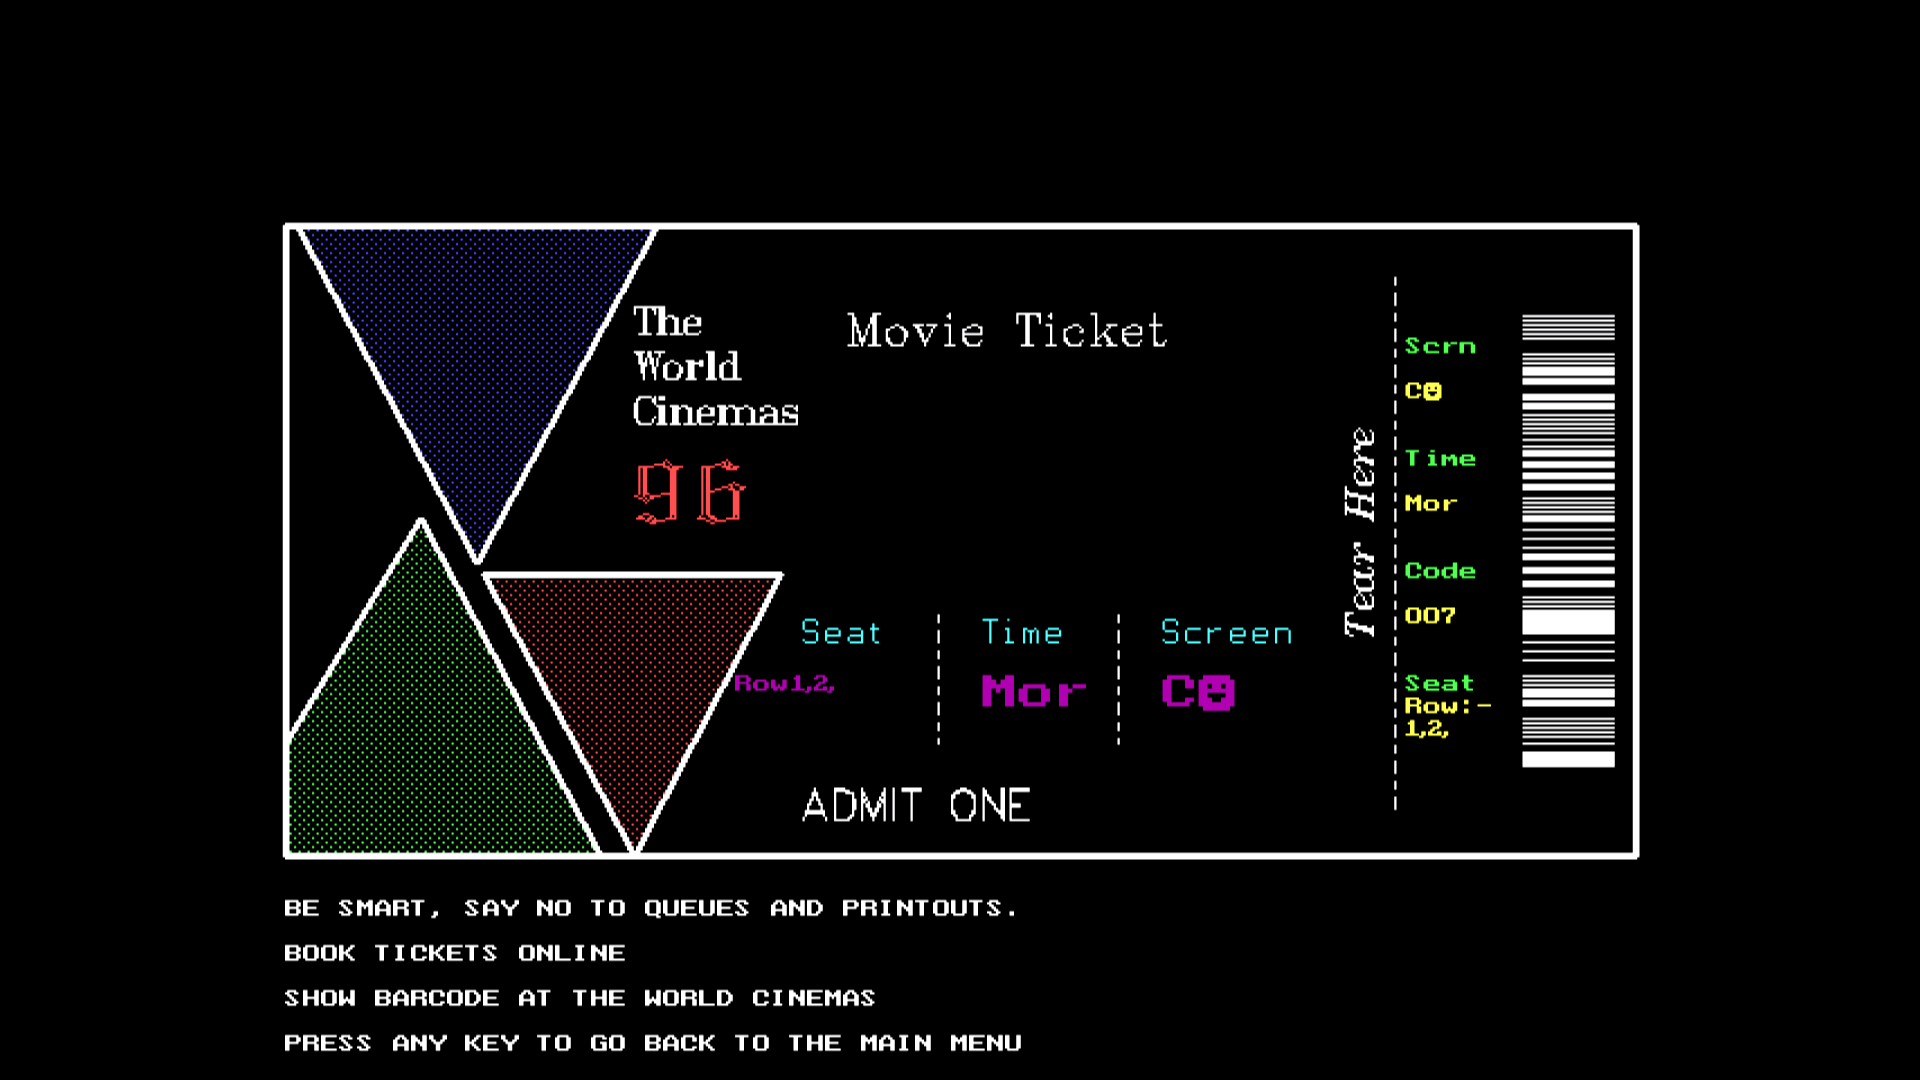 The
World
Cinemas
96
Movie Ticket
Seat
Row1,2,
Time
Mor
Screen
C☻
ADMIT ONE
Tear Here
Scrn
C☻
Time
Mor
Code
007
Seat
Row:-
1,2,
BE SMART, SAY NO TO QUEUES AND PRINTOUTS.
BOOK TICKETS ONLINE
SHOW BARCODE AT THE WORLD CINEMAS
PRESS ANY KEY TO GO BACK TO THE MAIN MENU